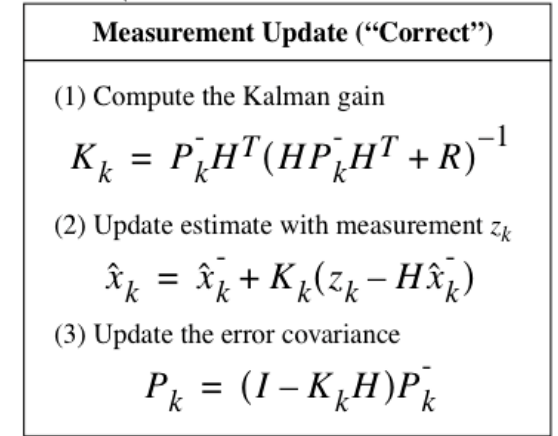 Measurement Update (“Correct”)
(1) Compute the Kalman gain
K_k = P_k^- H^T (H P_k^- H^T + R)^{-1}
(2) Update estimate with measurement z_k
x̂_k = x̂_k^- + K_k (z_k – H x̂_k^-)
(3) Update the error covariance
P_k = (I – K_k H) P_k^-